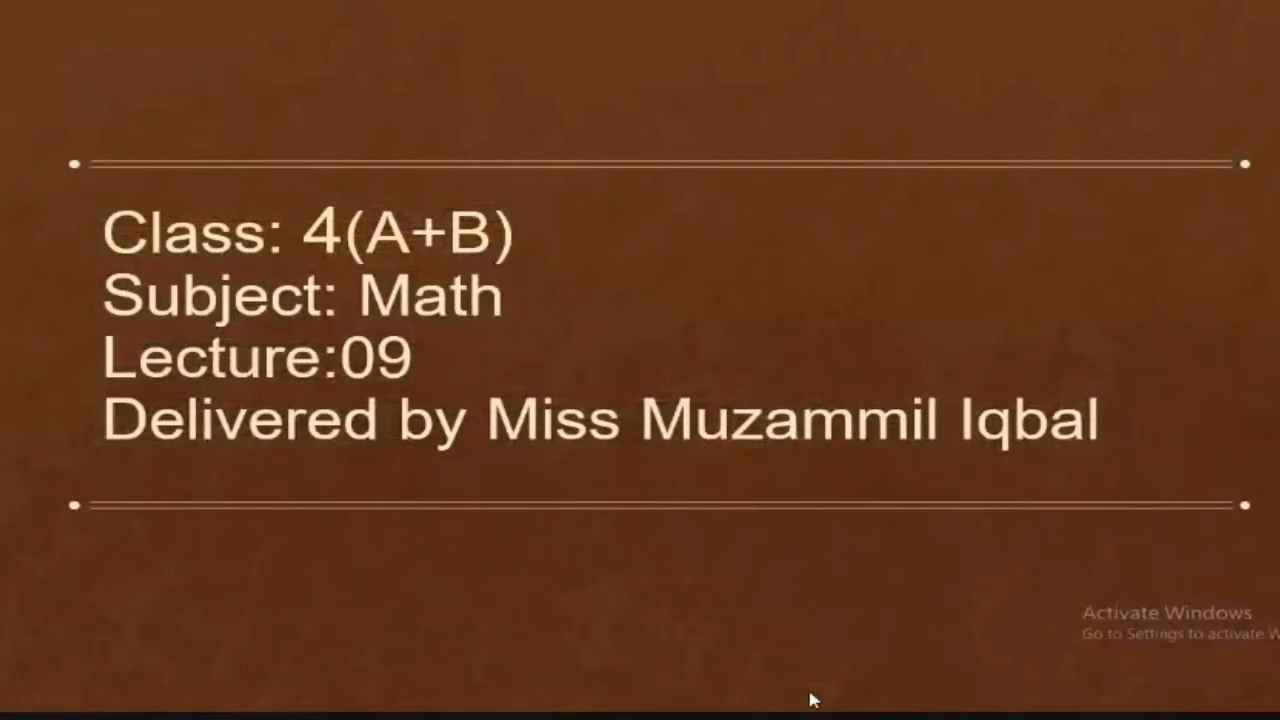 Class: 4(A+B)
Subject: Math
Lecture:09
Delivered by Miss Muzammil Iqbal
Activate Windows
Go to Settings to activate W